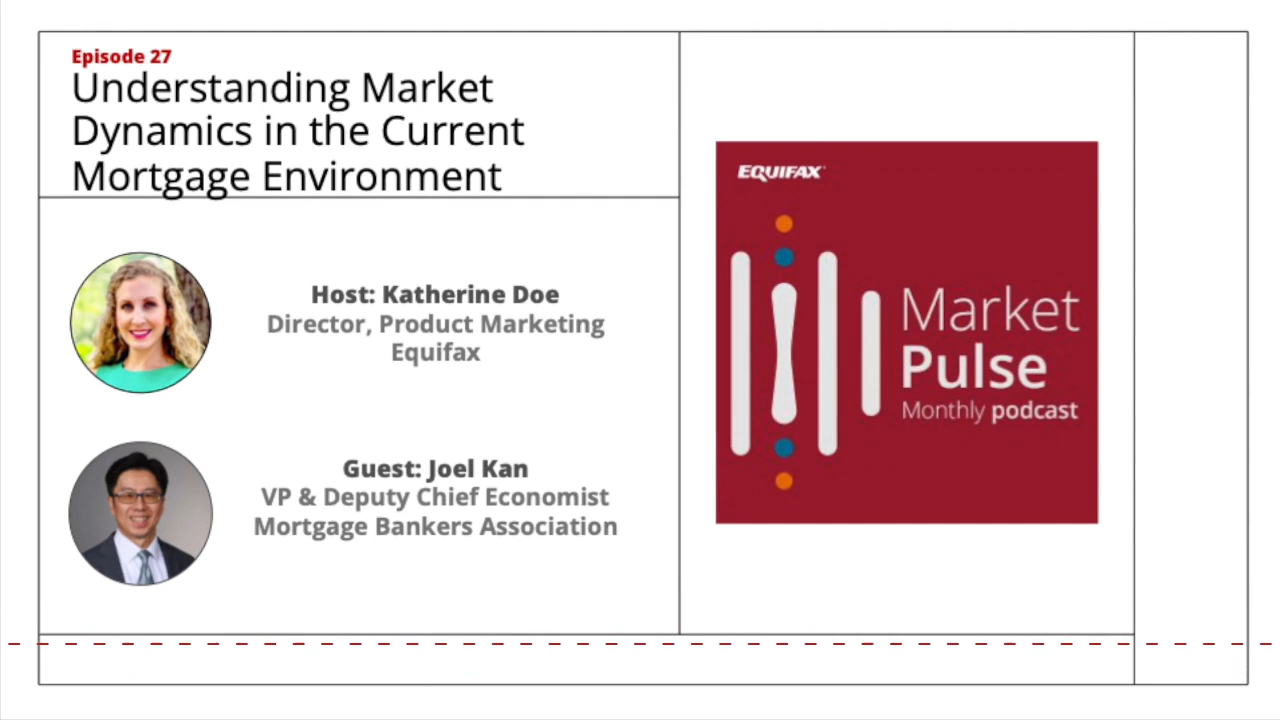 Episode 27
Understanding Market
Dynamics in the Current
Mortgage Environment
Host: Katherine Doe
Director, Product Marketing
Equifax
Guest: Joel Kan
VP & Deputy Chief Economist
Mortgage Bankers Association
EQUIFAX
Market
Pulse
Monthly podcast